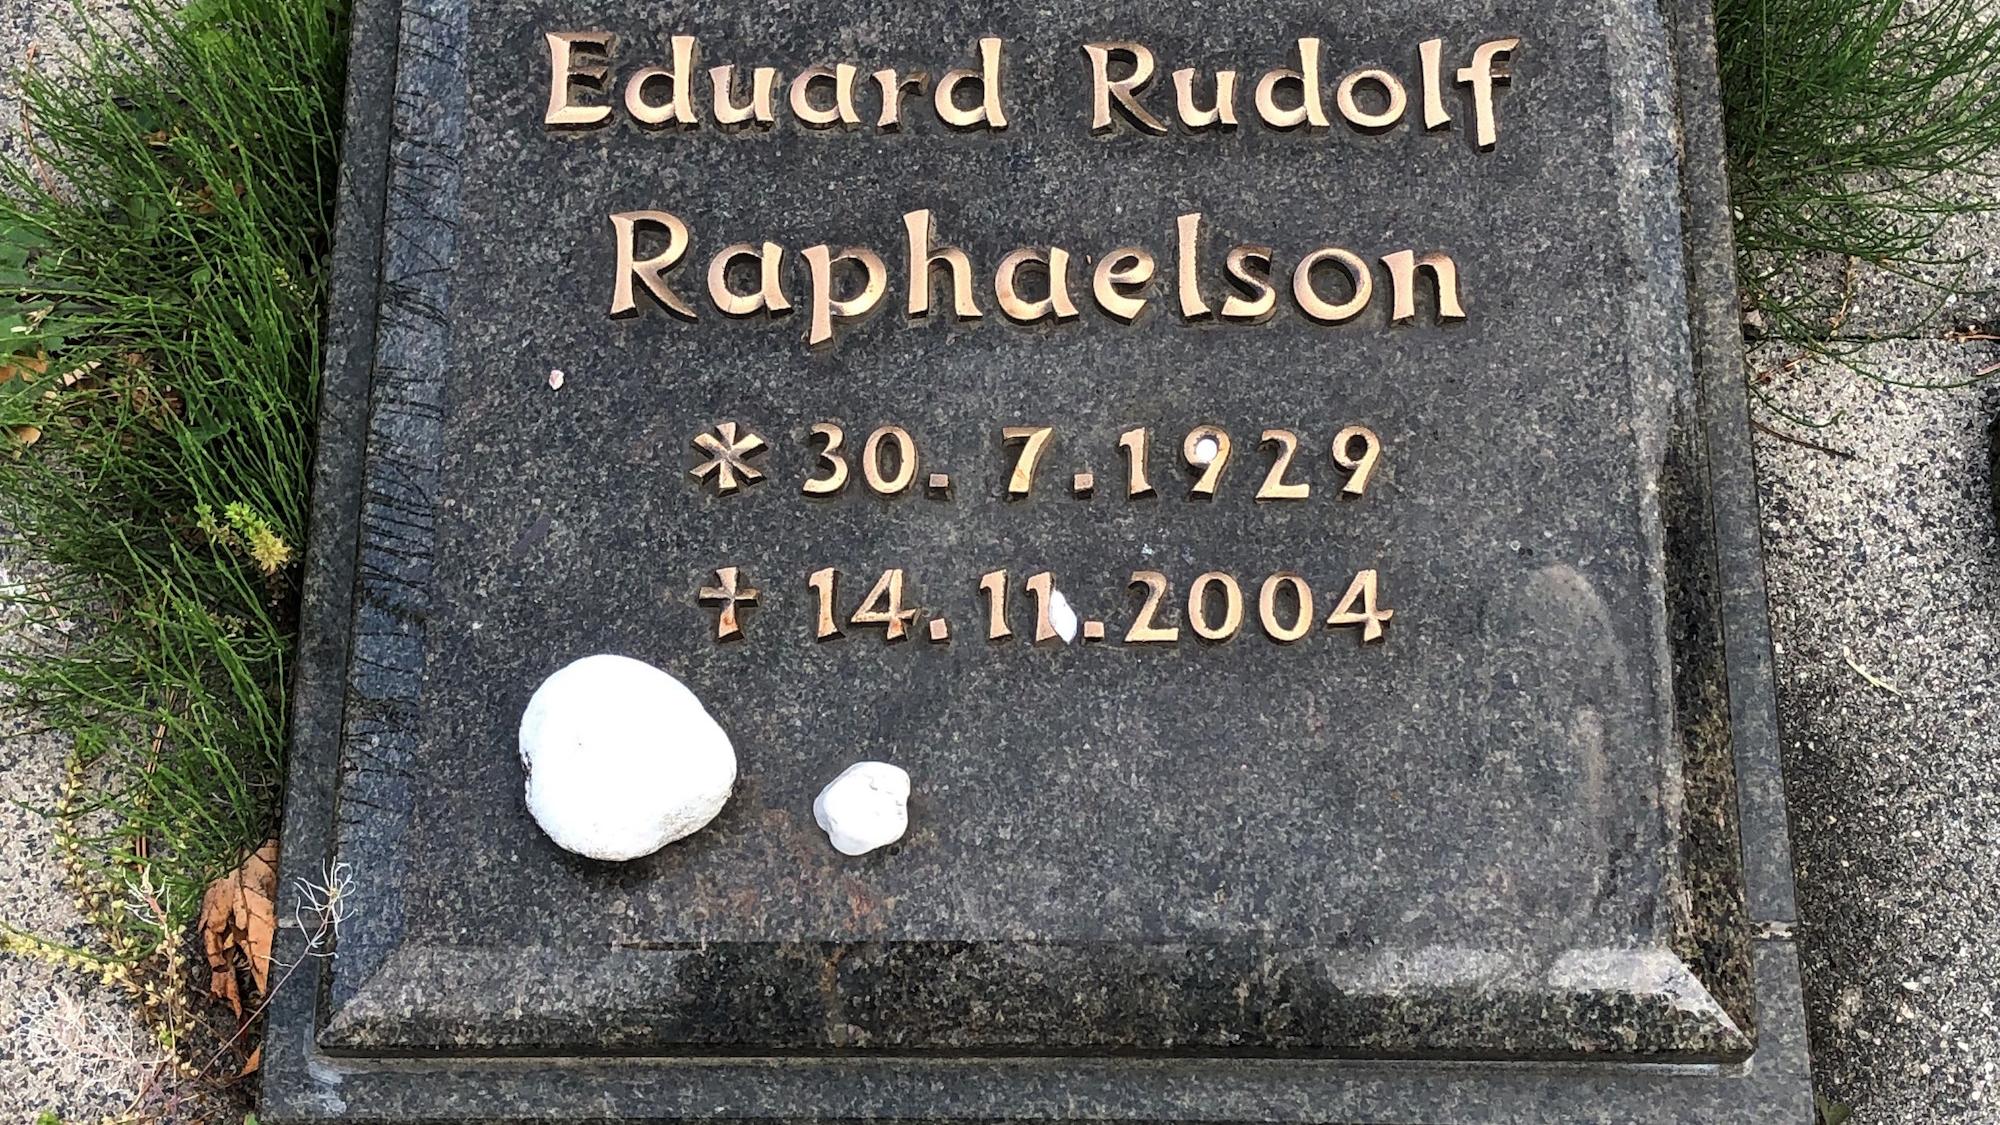 Eduard Rudolf
Raphaelson
* 30. 7. 1929
† 14. 11. 2004